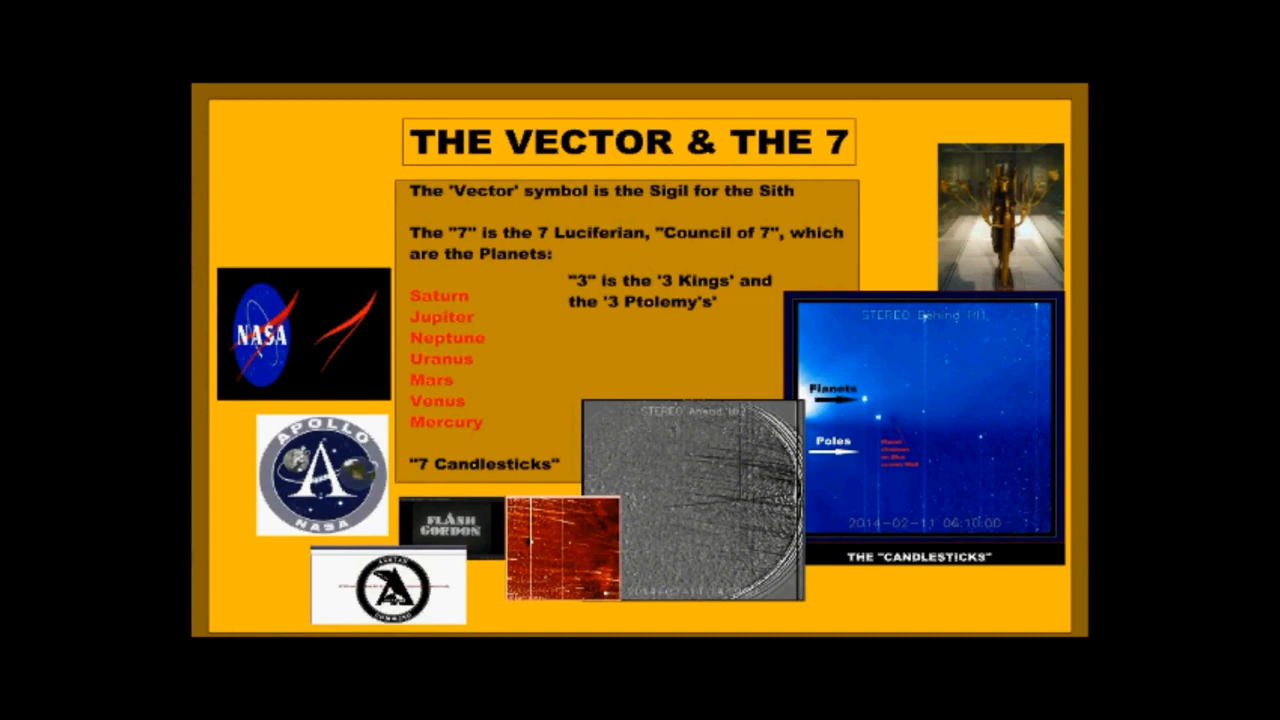 THE VECTOR & THE 7
The 'Vector' symbol is the Sigil for the Sith
The "7" is the 7 Luciferian, "Council of 7", which
are the Planets:
"3" is the '3 Kings' and
the '3 Ptolemy's'
Saturn
Jupiter
Neptune
Uranus
Mars
Venus
Mercury
"7 Candlesticks"
NASA
APOLLO
A
NASA
FLASH
GORDON
COMMAND
STEREO Ahead HI2
STEREO Behind HI1
Planets
Poles
2014-02-11 06:10:00
THE "CANDLESTICKS"